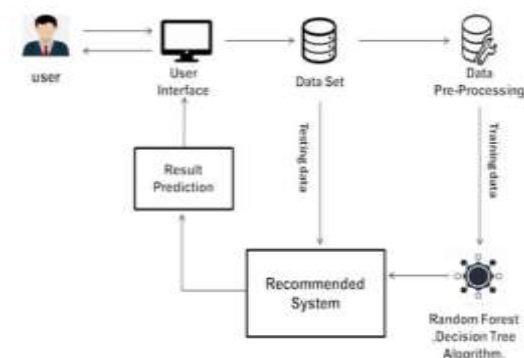 user
User
Interface
Data Set
Data
Pre-Processing
Testing data
Training data
Result
Prediction
Recommended
System
Random Forest
,Decision Tree
Algorithm.